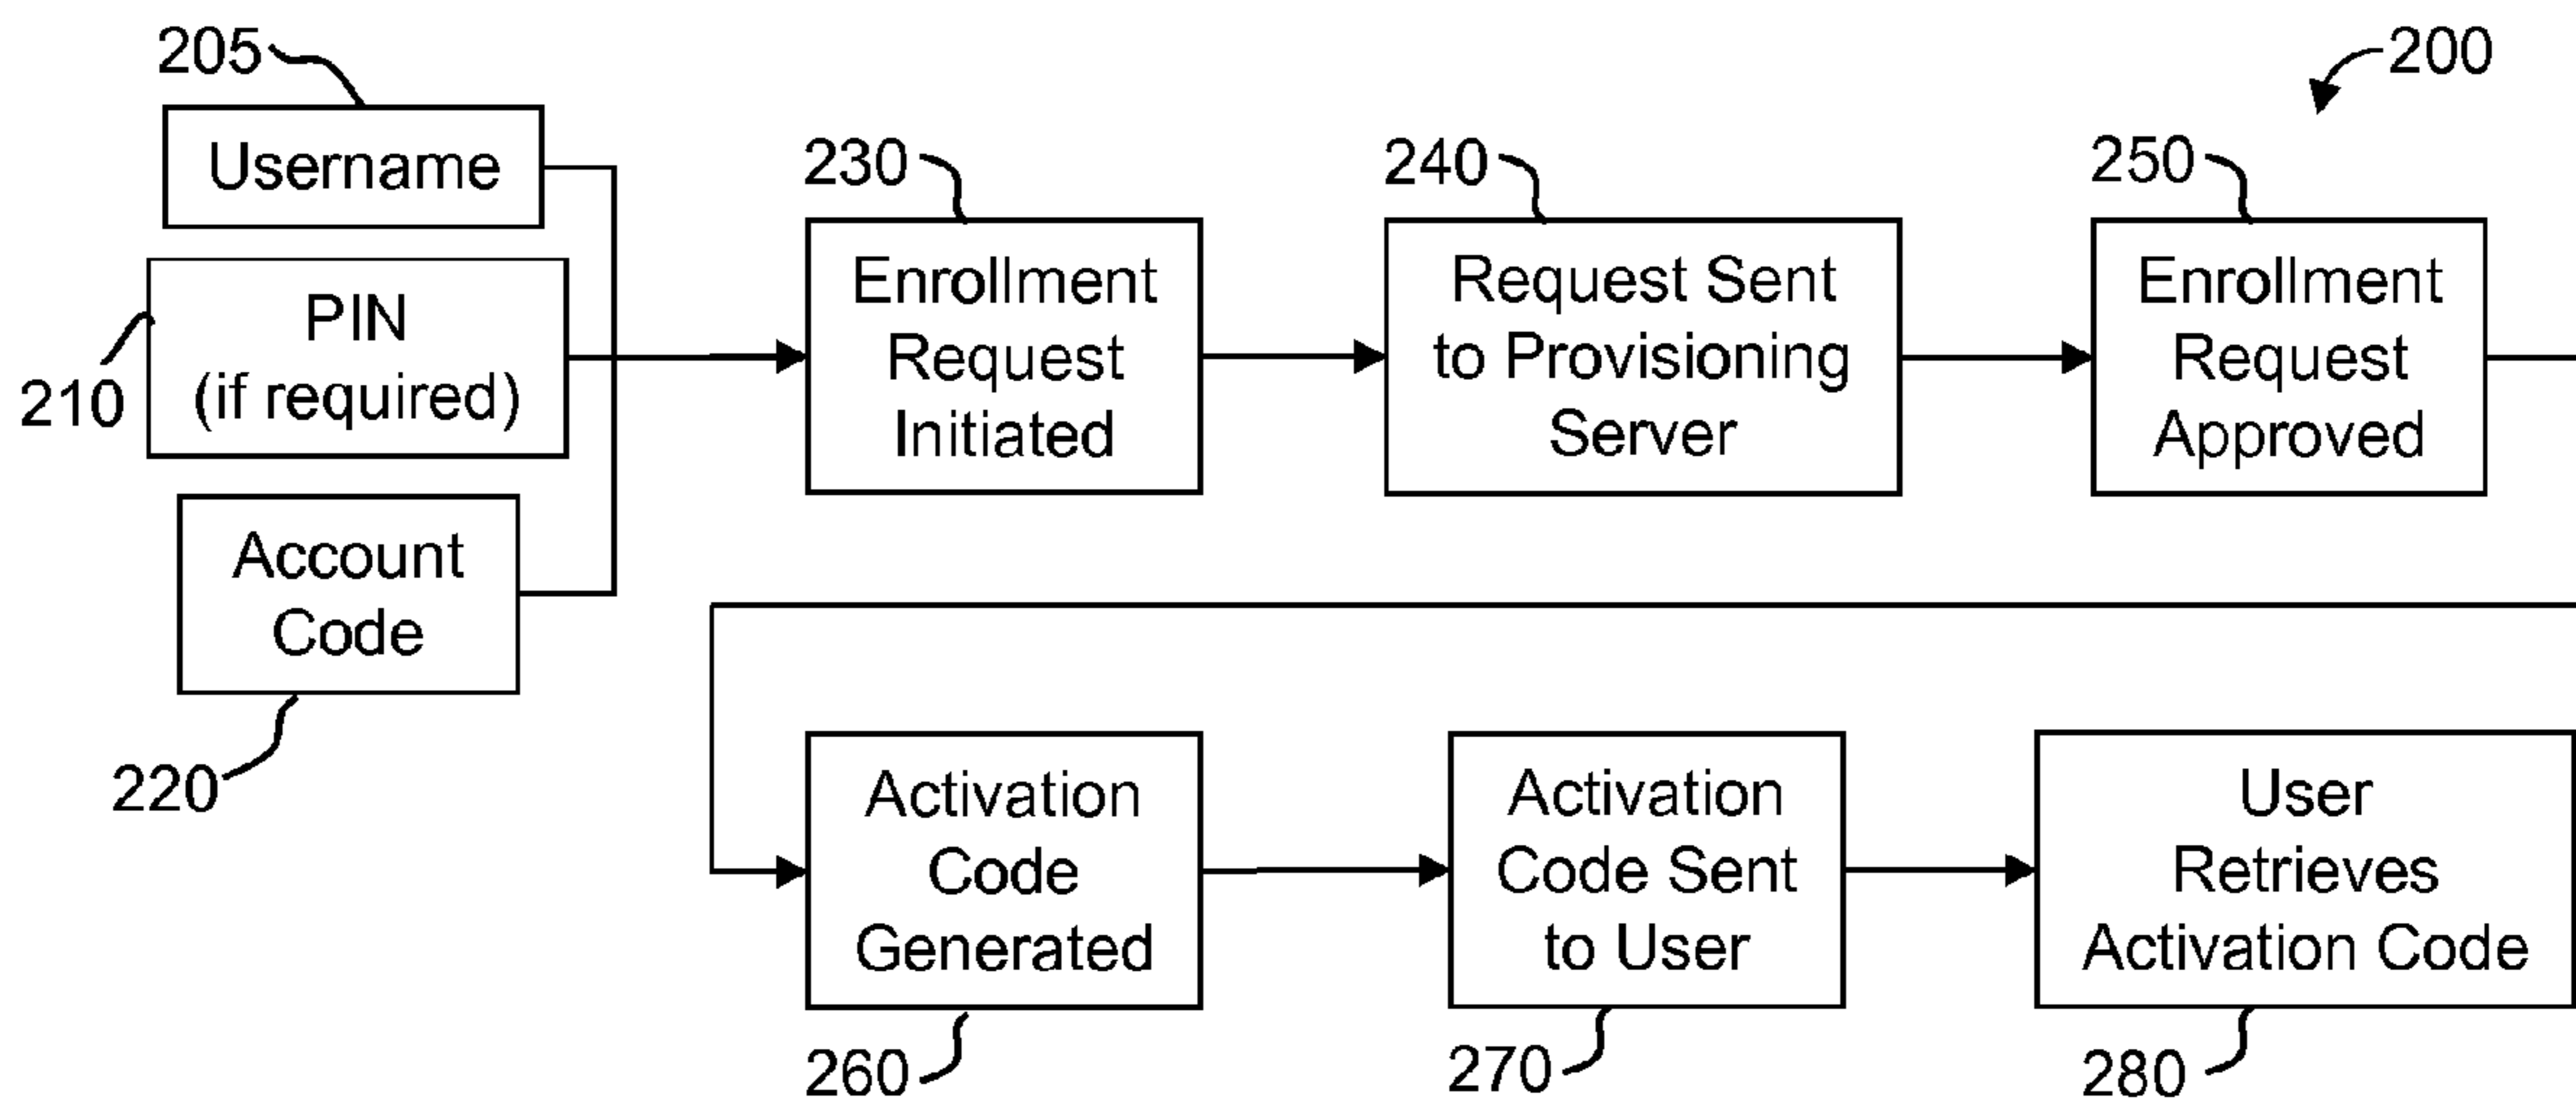 205
Username
210
PIN
(if required)
Account
Code
220
200
230
Enrollment
Request
Initiated
240
Request Sent
to Provisioning
Server
250
Enrollment
Request
Approved
Activation
Code
Generated
260
Activation
Code Sent
to User
270
User
Retrieves
Activation Code
280